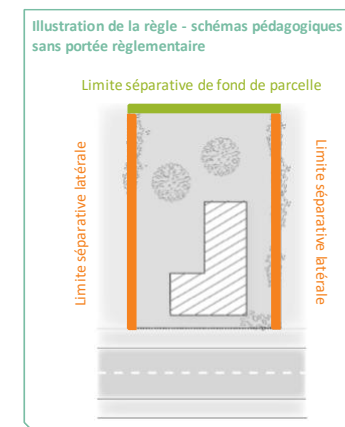 Illustration de la règle - schémas pédagogiques
sans portée règlementaire
Limite séparative de fond de parcelle
Limite séparative latérale
Limite séparative latérale